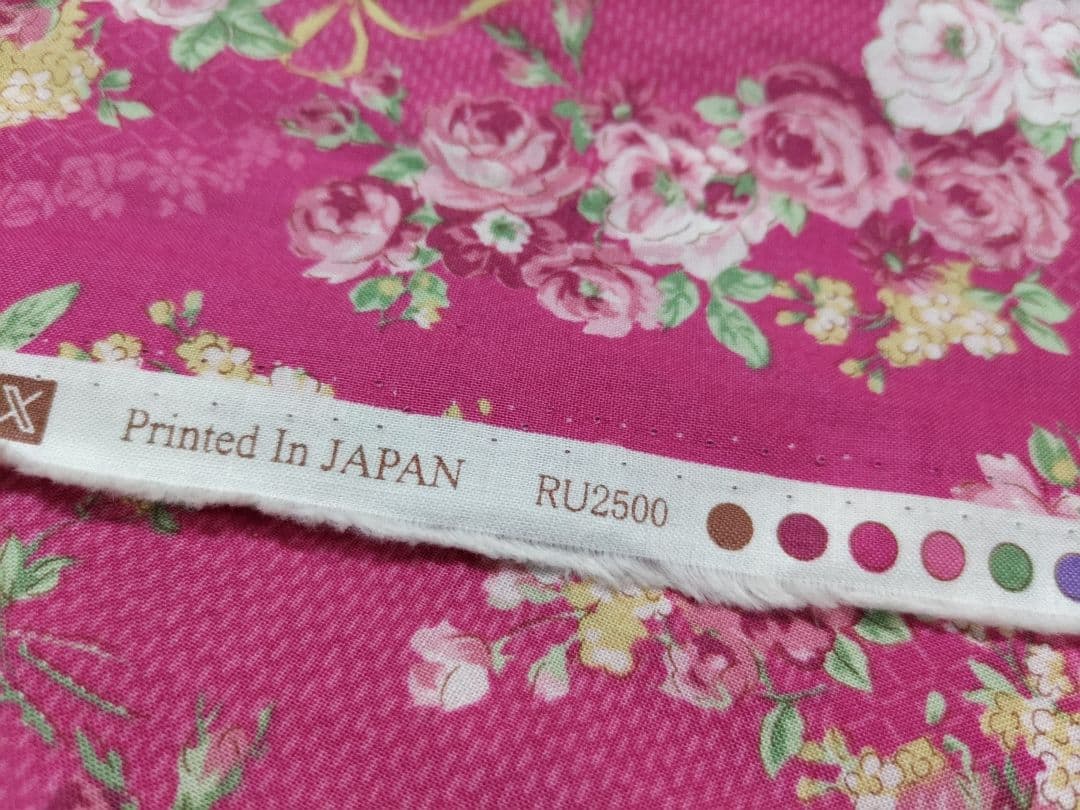 X
Printed In JAPAN RU2500